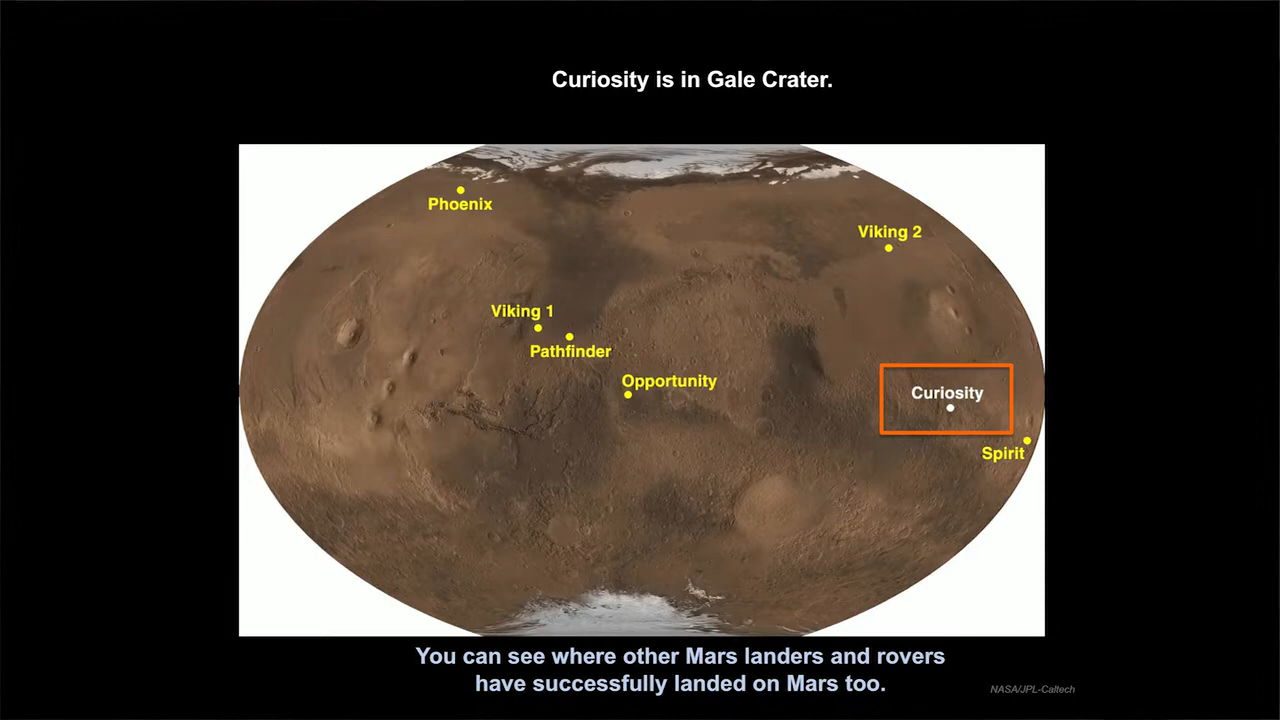 Curiosity is in Gale Crater.
Phoenix
Viking 2
Viking 1
Pathfinder
Opportunity
Curiosity
Spirit
You can see where other Mars landers and rovers
have successfully landed on Mars too.
NASA/JPL-Caltech